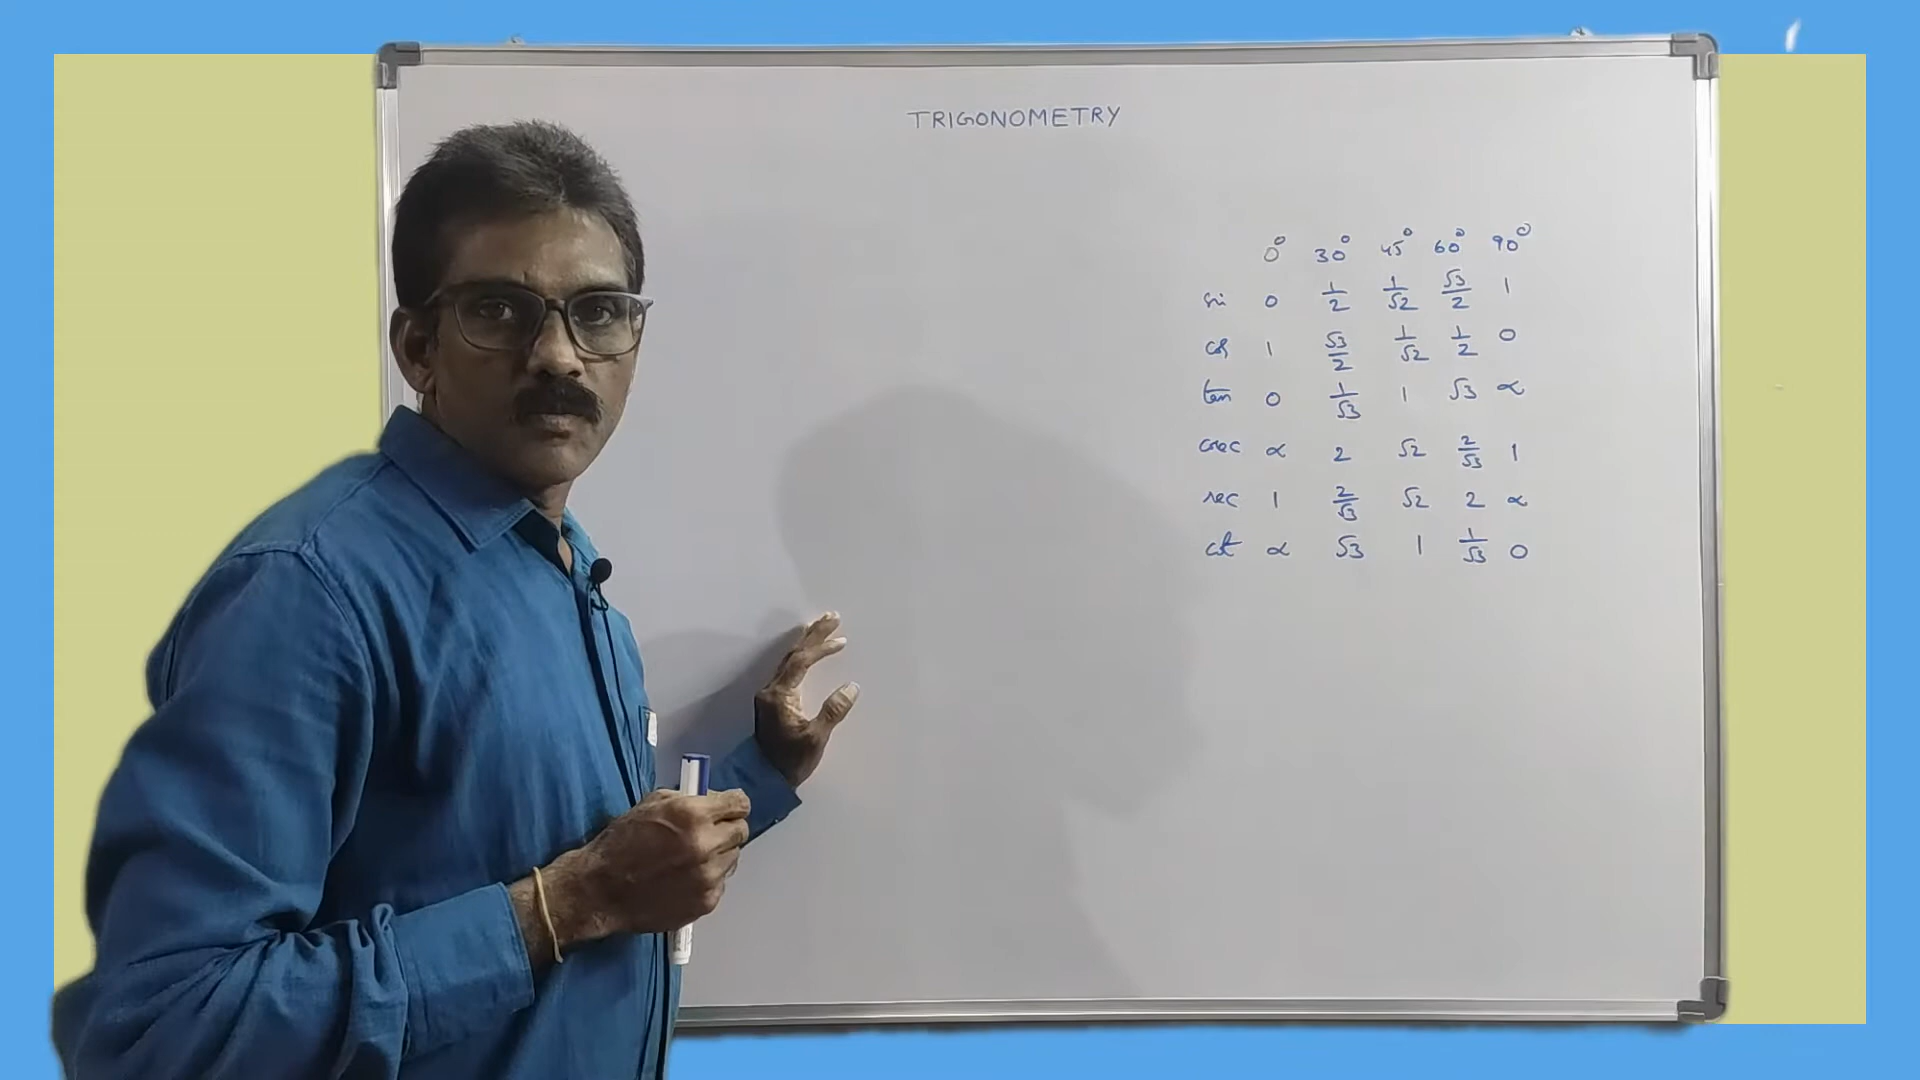 TRIGONOMETRY
0° 30° 45° 60° 90°
sin 0 1/2 1/√2 √3/2 1
cos 1 √3/2 1/√2 1/2 0
tan 0 1/√3 1 √3 α
cosec α 2 √2 2/√3 1
sec 1 2/√3 √2 2 α
cot α √3 1 1/√3 0